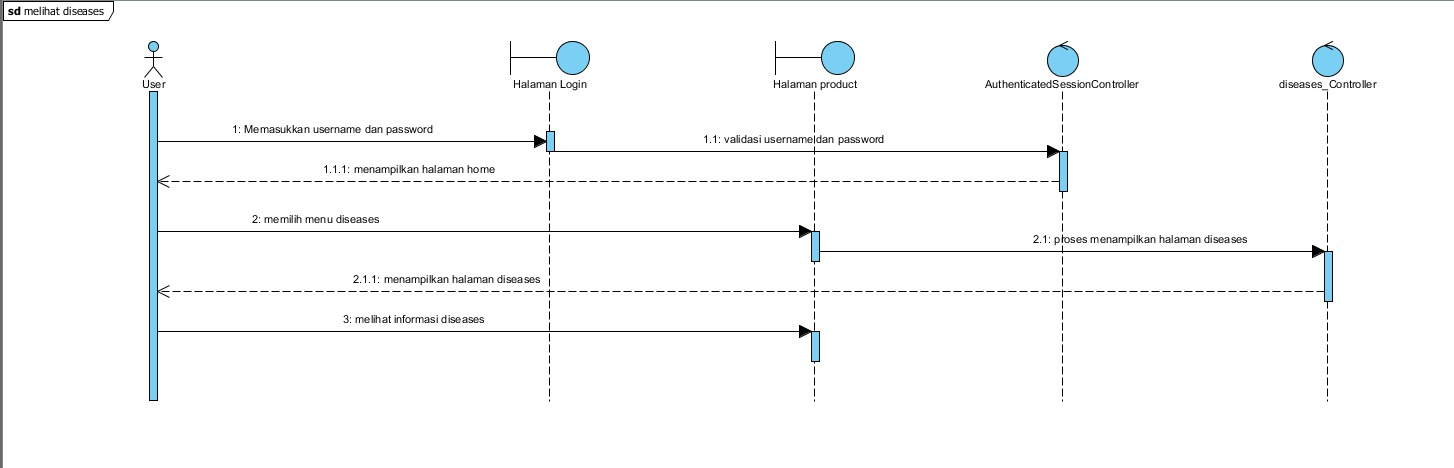 sd melihat diseases
User
Halaman Login
Halaman product
AuthenticatedSessionController
diseases_Controller
1: Memasukkan username dan password
1.1: validasi username dan password
1.1.1: menampilkan halaman home
2: memilih menu diseases
2.1: proses menampilkan halaman diseases
2.1.1: menampilkan halaman diseases
3: melihat informasi diseases